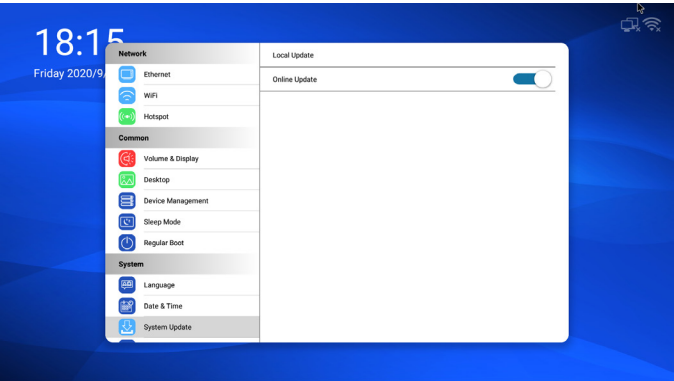 18:15
Friday 2020/9/
Network
Ethernet
WiFi
Hotspot
Common
Volume & Display
Desktop
Device Management
Sleep Mode
Regular Boot
System
Language
Date & Time
System Update
Local Update
Online Update